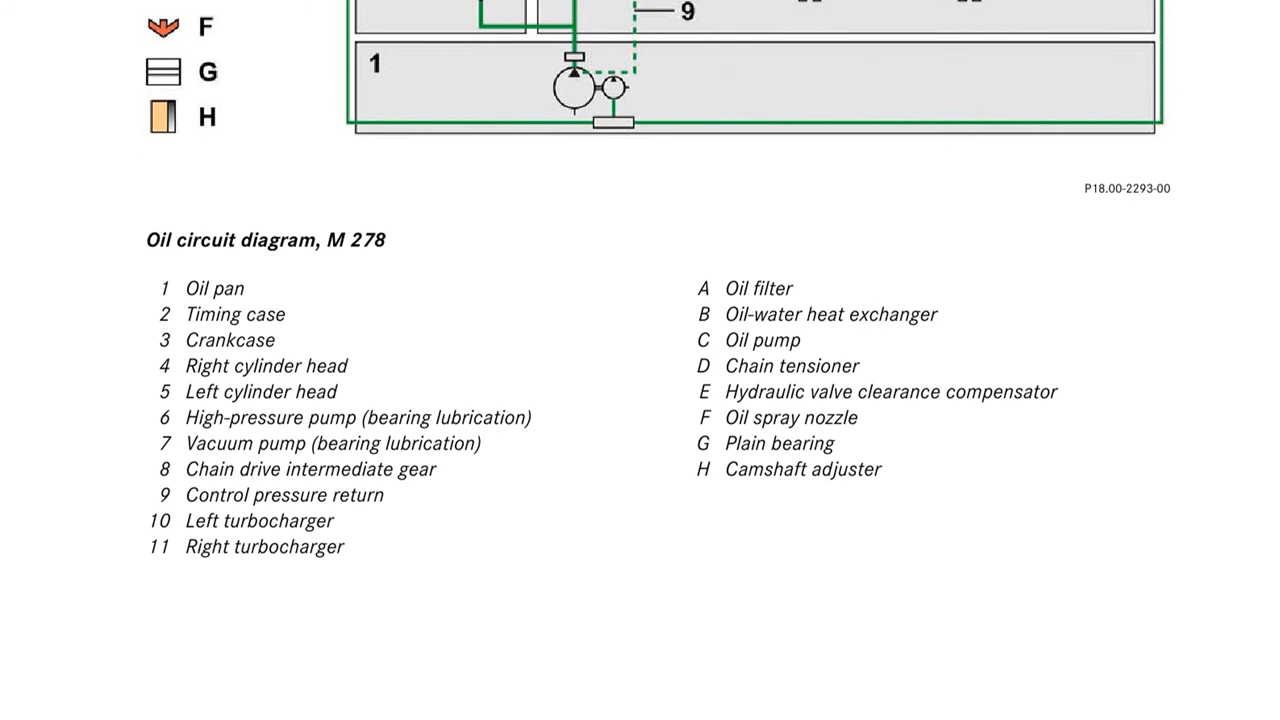 F
9
G
1
H
P18.00-2293-00
Oil circuit diagram, M 278
1 Oil pan
2 Timing case
3 Crankcase
4 Right cylinder head
5 Left cylinder head
6 High-pressure pump (bearing lubrication)
7 Vacuum pump (bearing lubrication)
8 Chain drive intermediate gear
9 Control pressure return
10 Left turbocharger
11 Right turbocharger
A Oil filter
B Oil-water heat exchanger
C Oil pump
D Chain tensioner
E Hydraulic valve clearance compensator
F Oil spray nozzle
G Plain bearing
H Camshaft adjuster